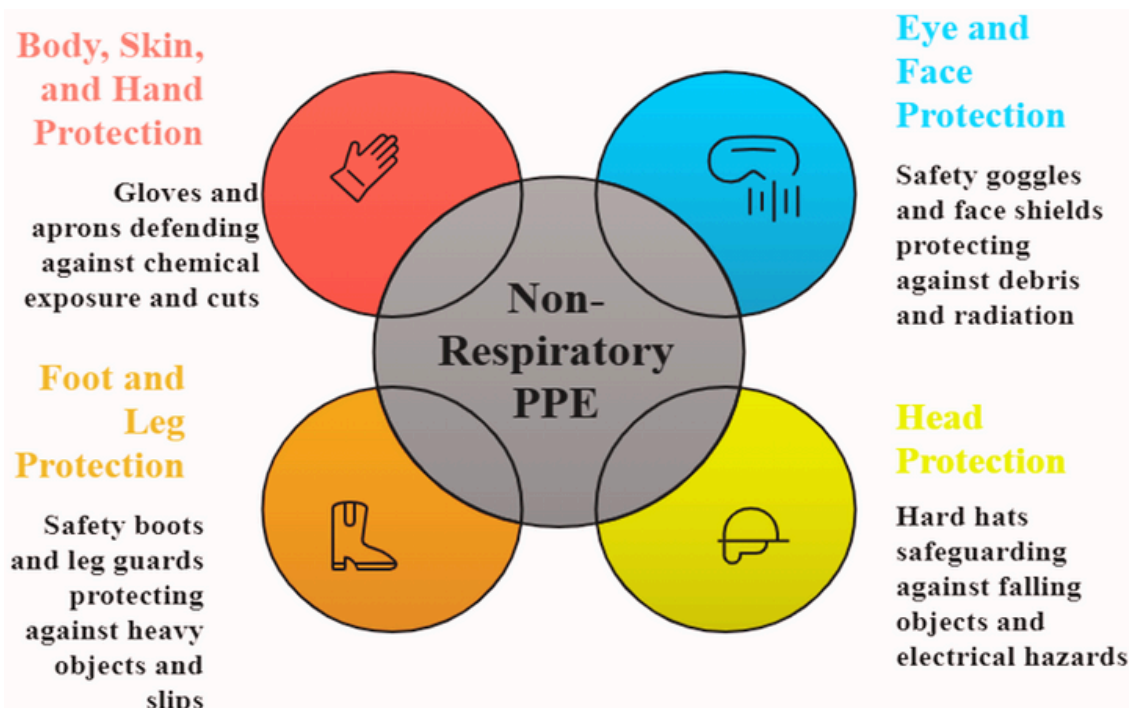 Body, Skin,
and Hand
Protection
Gloves and
aprons defending
against chemical
exposure and cuts
Eye and
Face
Protection
Safety goggles
and face shields
protecting
against debris
and radiation
Non-
Respiratory
PPE
Foot and
Leg
Protection
Safety boots
and leg guards
protecting
against heavy
objects and
slips
Head
Protection
Hard hats
safeguarding
against falling
objects and
electrical hazards